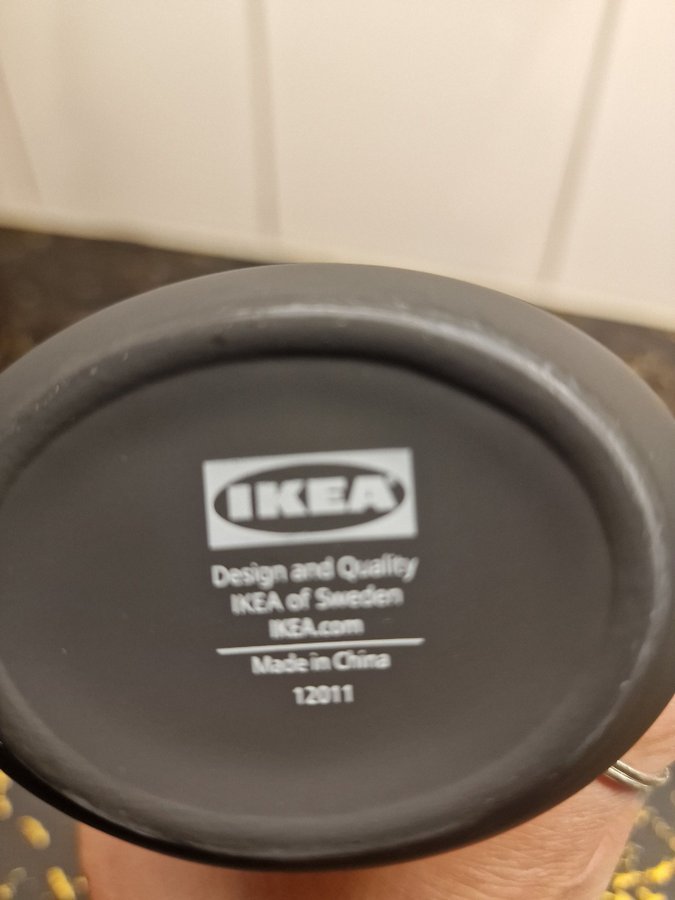 IKEA
Design and Quality
IKEA of Sweden
IKEA.com
Made in China
12011